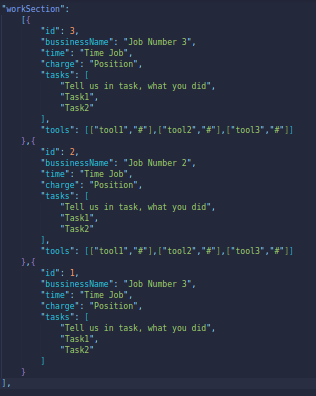 "workSection":
[{
"id": 3,
"bussinessName": "Job Number 3",
"time": "Time Job",
"charge": "Position",
"tasks": [
"Tell us in task, what you did",
"Task1",
"Task2"
],
"tools": [["tool1","#"],["tool2","#"],["tool3","#"]]
},{
"id": 2,
"bussinessName": "Job Number 2",
"time": "Time Job",
"charge": "Position",
"tasks": [
"Tell us in task, what you did",
"Task1",
"Task2"
],
"tools": [["tool1","#"],["tool2","#"],["tool3","#"]]
},{
"id": 1,
"bussinessName": "Job Number 3",
"time": "Time Job",
"charge": "Position",
"tasks": [
"Tell us in task, what you did",
"Task1",
"Task2"
]
}
],